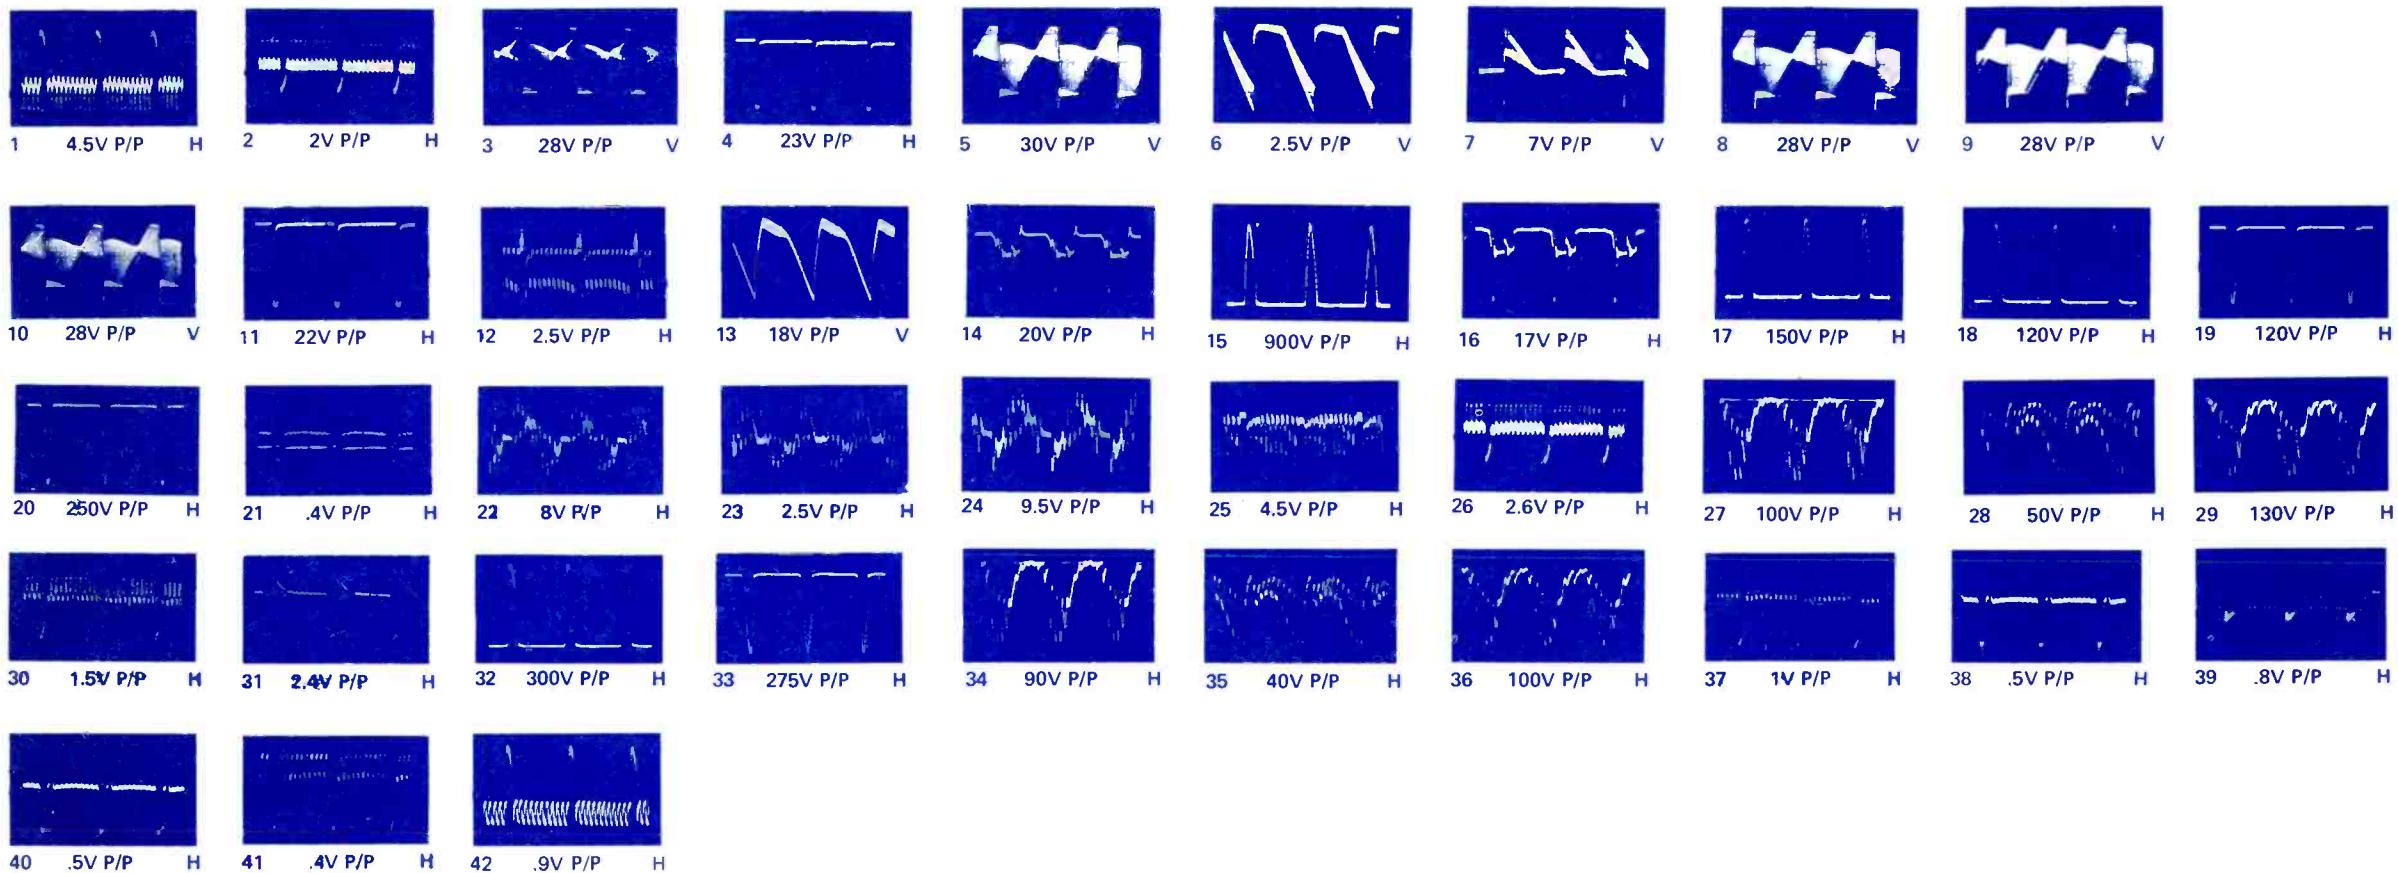 1 4.5V P/P H
2 2V P/P H
3 28V P/P V
4 23V P/P H
5 30V P/P V
6 2.5V P/P V
7 7V P/P V
8 28V P/P V
9 28V P/P V
10 28V P/P V
11 22V P/P H
12 2.5V P/P H
13 18V P/P V
14 20V P/P H
15 900V P/P H
16 17V P/P H
17 150V P/P H
18 120V P/P H
19 120V P/P H
20 250V P/P H
21 .4V P/P H
22 8V P/P H
23 2.5V P/P H
24 9.5V P/P H
25 4.5V P/P H
26 2.6V P/P H
27 100V P/P H
28 50V P/P H
29 130V P/P H
30 1.5V P/P H
31 2.4V P/P H
32 300V P/P H
33 275V P/P H
34 90V P/P H
35 40V P/P H
36 100V P/P H
37 1V P/P H
38 .5V P/P H
39 .8V P/P H
40 .5V P/P H
41 .4V P/P H
42 .9V P/P H